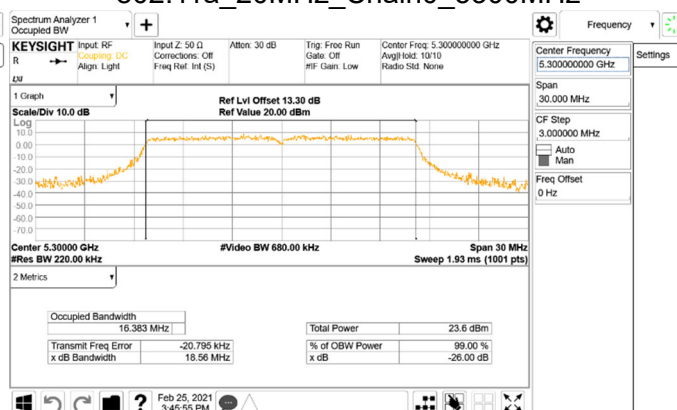 802.11a_20MHz_Chain0_5300MHz
Spectrum Analyzer 1
Occupied BW
Frequency
Settings
KEYSIGHT
R
Input: RF
Coupling: DC
Align: Light
Input Z: 50 Ω
Corrections: Off
Freq Ref: Int (S)
Atten: 30 dB
Trig: Free Run
Gate: Off
#IF Gain: Low
Center Freq: 5.300000000 GHz
Avg|Hold: 10/10
Radio Std: None
LXI
Center Frequency
5.300000000 GHz
Span
30.000 MHz
CF Step
3.000000 MHz
Auto
Man
Freq Offset
0 Hz
1 Graph
Scale/Div 10.0 dB
Ref Lvl Offset 13.30 dB
Ref Value 20.00 dBm
Log
10.0
0.00
-10.0
-20.0
-30.0
-40.0
-50.0
-60.0
-70.0
Center 5.30000 GHz
#Video BW 680.00 kHz
Span 30 MHz
#Res BW 220.00 kHz
Sweep 1.93 ms (1001 pts)
2 Metrics
Occupied Bandwidth
16.383 MHz
Total Power 23.6 dBm
Transmit Freq Error -20.795 kHz
% of OBW Power 99.00 %
x dB Bandwidth 18.56 MHz
x dB -26.00 dB
Feb 25, 2021
3:45:55 PM